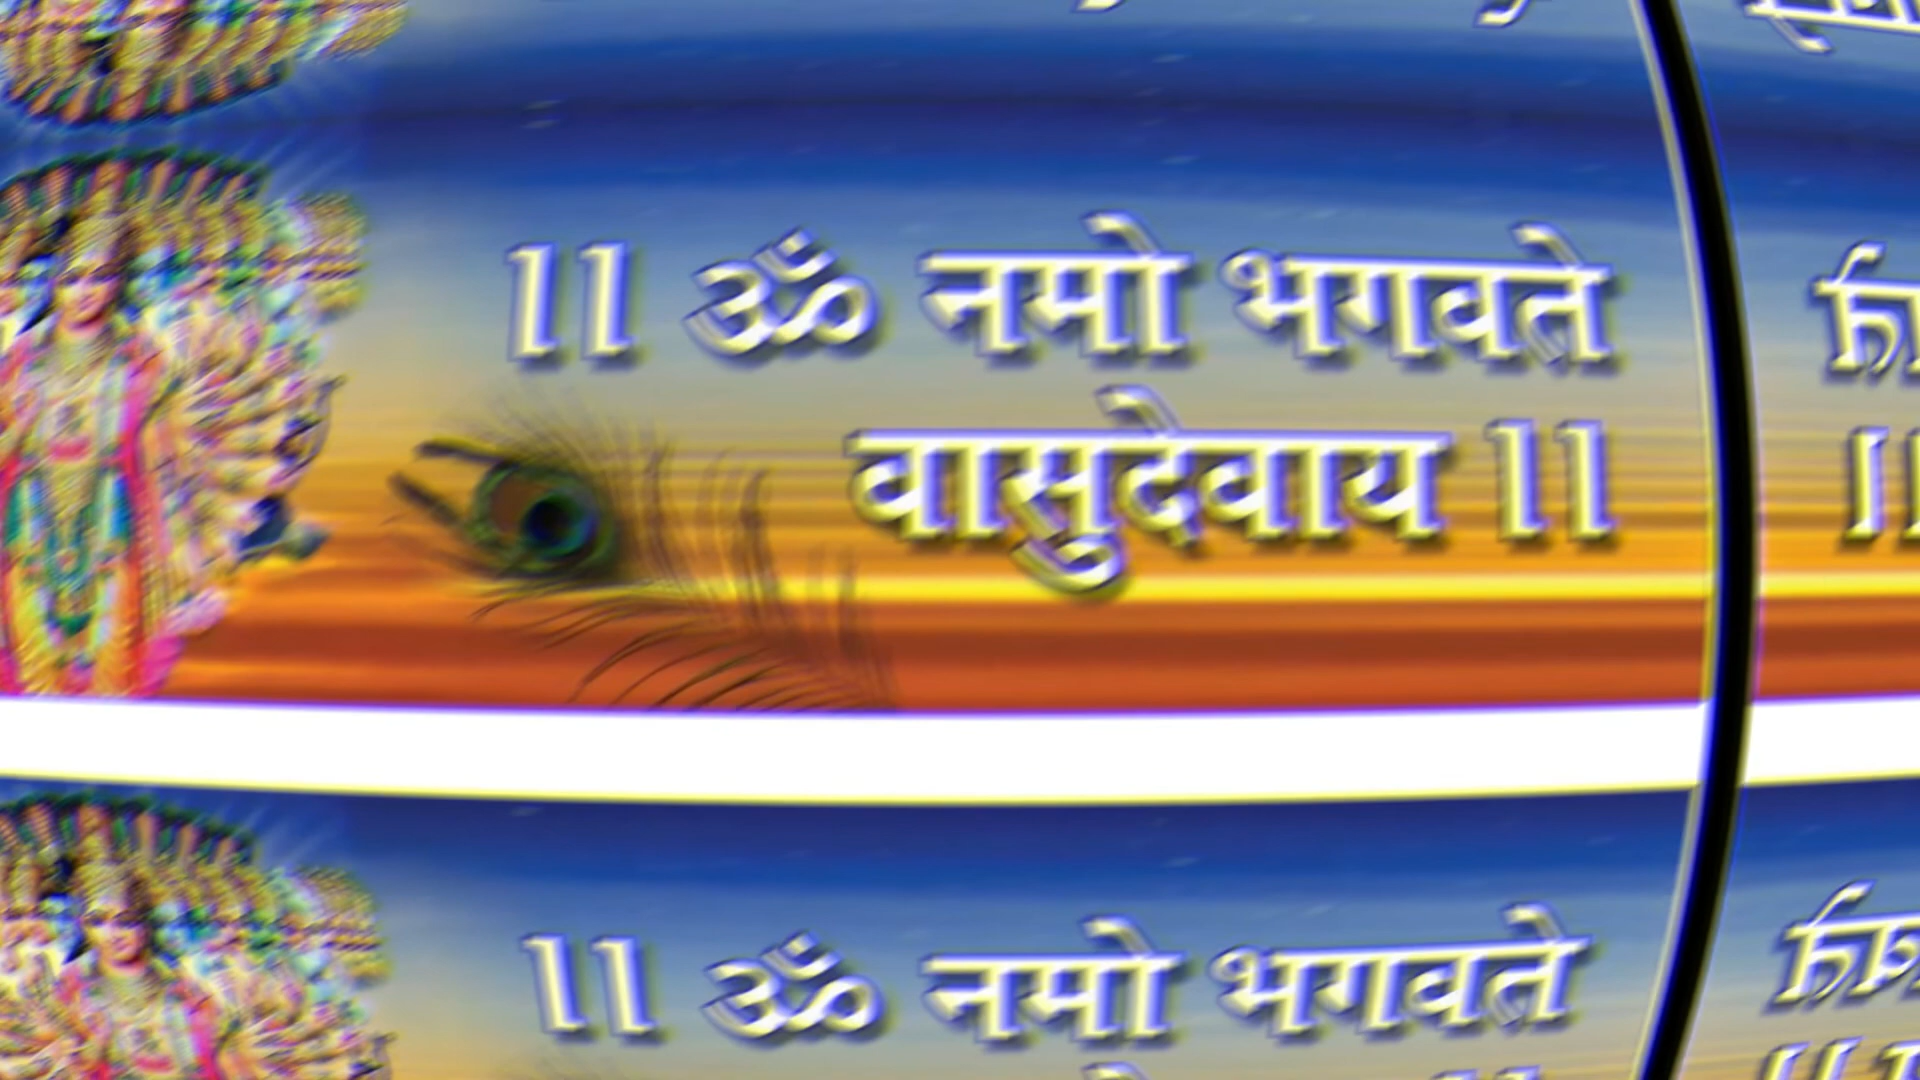 ।। ॐ नमो भगवते
वासुदेवाय ।।
।। ॐ नमो भगवते